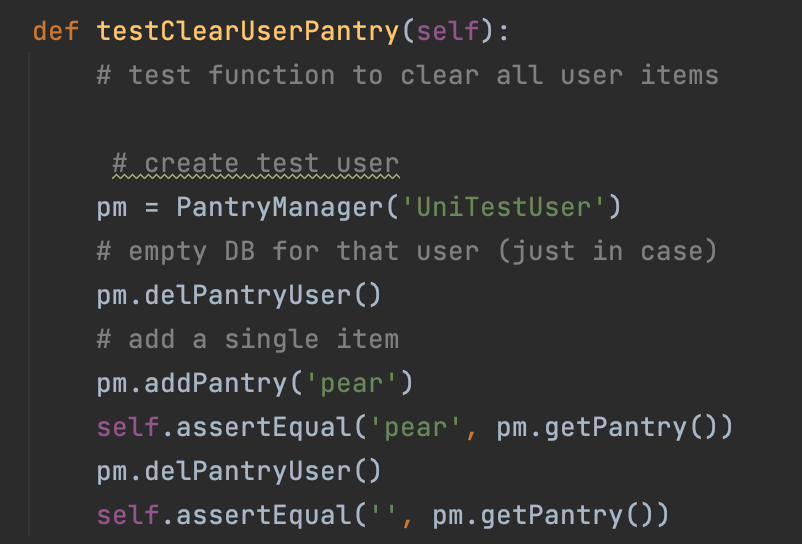 def testClearUserPantry(self):
# test function to clear all user items
# create test user
pm = PantryManager('UniTestUser')
# empty DB for that user (just in case)
pm.delPantryUser()
# add a single item
pm.addPantry('pear')
self.assertEqual('pear', pm.getPantry())
pm.delPantryUser()
self.assertEqual('', pm.getPantry())